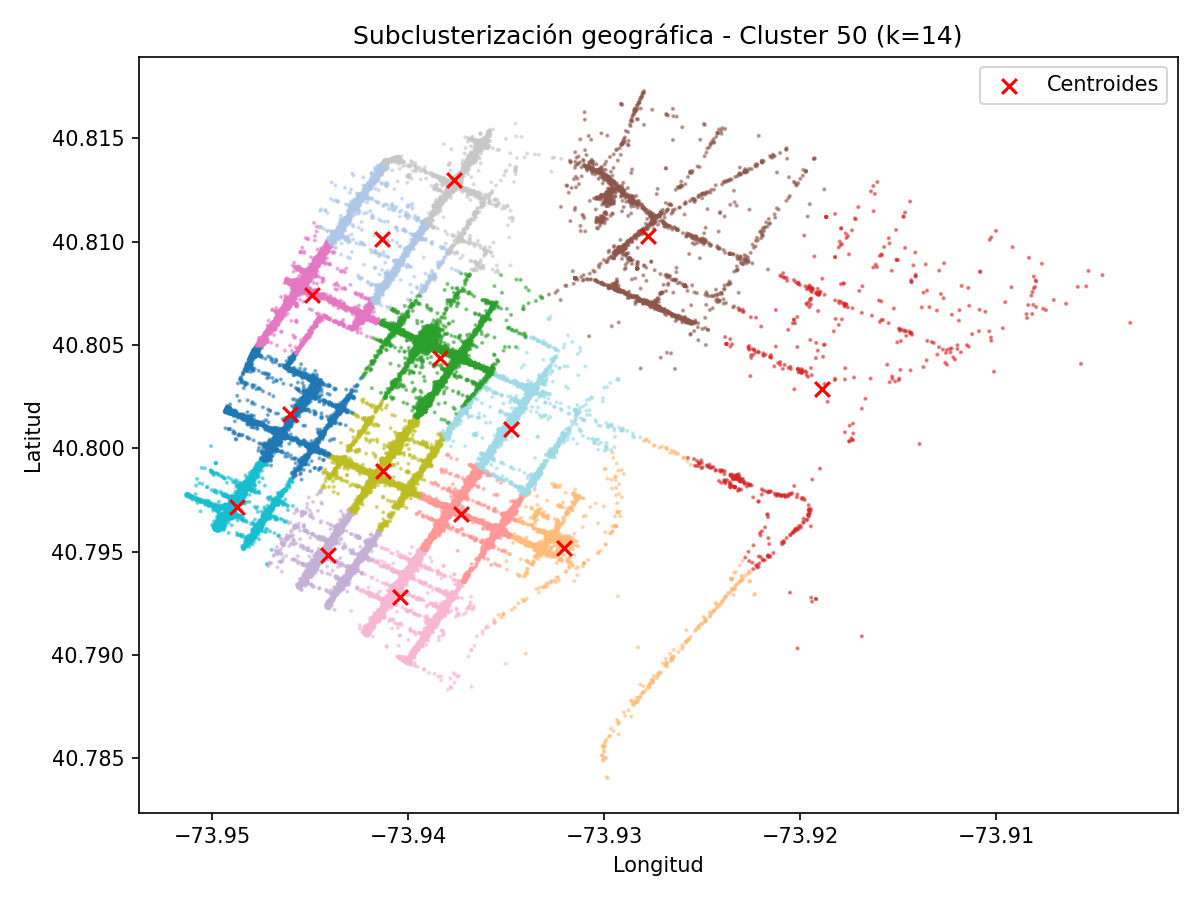 Subclusterización geográfica - Cluster 50 (k=14)
Centroides
40.815
40.810
40.805
40.800
40.795
40.790
40.785
Latitud
−73.95 −73.94 −73.93 −73.92 −73.91
Longitud